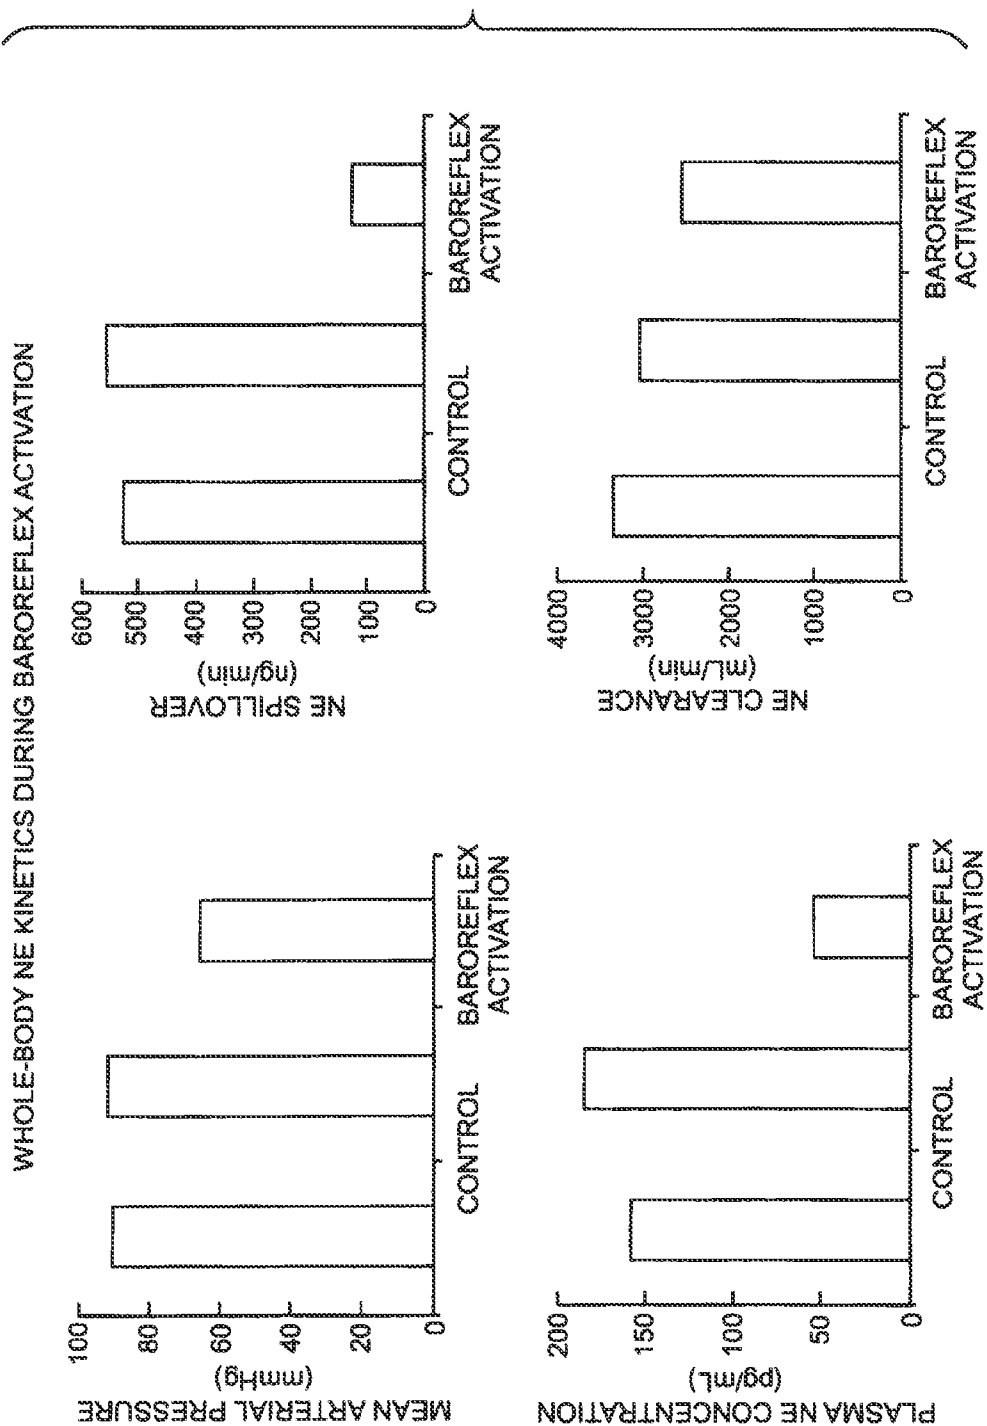 WHOLE-BODY NE KINETICS DURING BAROREFLEX ACTIVATION
MEAN ARTERIAL PRESSURE
(mmHg)
100
80
60
40
20
0
CONTROL
BAROREFLEX
ACTIVATION
NE SPILLOVER
(ng/min)
600
500
400
300
200
100
0
CONTROL
BAROREFLEX
ACTIVATION
PLASMA NE CONCENTRATION
(pg/mL)
200
150
100
50
0
CONTROL
BAROREFLEX
ACTIVATION
NE CLEARANCE
(mL/min)
4000
3000
2000
1000
0
CONTROL
BAROREFLEX
ACTIVATION